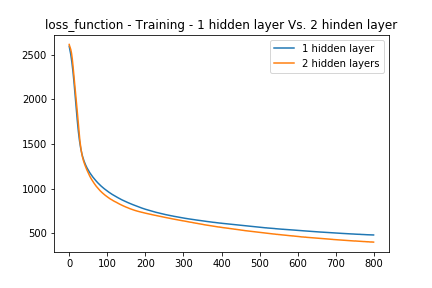 loss_function - Training - 1 hidden layer Vs. 2 hinden layer
1 hidden layer
2 hidden layers
2500
2000
1500
1000
500
0 100 200 300 400 500 600 700 800